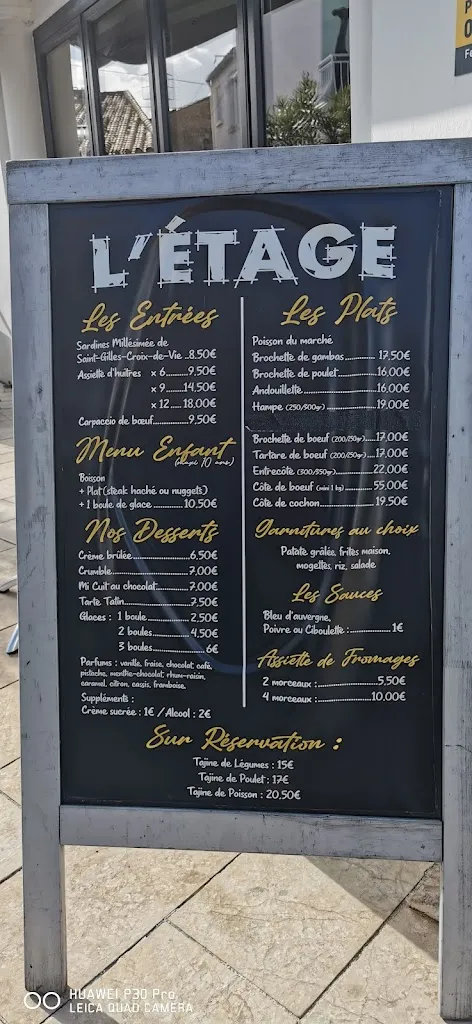 L'ÉTAGE
Les Entrées
Sardines Millésimée de
Saint-Gilles-Croix-de-Vie ..8.50€
Assiette d'huîtres x 6 ............9,50€
x 9 ............14,50€
x 12 ..... 18,00€
Carpaccio de bœuf...............9,50€
Menu Enfant
Boisson
+ Plat (steak haché ou nuggets)
+ 1 boule de glace ............... 10,50€
Nos Desserts
Crème brûlée........................6,50€
Crumble................................7,00€
Mi Cuit au chocolat...............7,00€
Tarte Tatin............................7,50€
Glaces : 1 boule....................2,50€
2 boules................4,50€
3 boules...................6€
Parfums : vanille, fraise, chocolat, café,
pistache, menthe-chocolat, rhum-raisin,
caramel, citron, cassis, framboise.
Suppléments :
Crème sucrée : 1€ / Alcool : 2€
Les Plats
Poisson du marché
Brochette de gambas............ 17,50€
Brochette de poulet...............16,00€
Andouillette...........................16,00€
Hampe (250/300gr) ...................19,00€
Brochette de boeuf (200/250gr)....17,00€
Tartare de boeuf (200/250gr)....17,00€
Entrecôte (300/350gr)................22,00€
Côte de boeuf (mini 1 kg)..........55,00€
Côte de cochon.......................19,50€
Garnitures au choix
Patate grâlée, frites maison,
mogettes, riz, salade
Les Sauces
Bleu d'auvergne,
Poivre ou Ciboulette :................1€
Assiette de Fromages
2 morceaux :........................5,50€
4 morceaux :......................10,00€
Sur Réservation :
Tajine de Légumes : 15€
Tajine de Poulet : 17€
Tajine de Poisson : 20,50€
HUAWEI P30 Pro
LEICA QUAD CAMERA